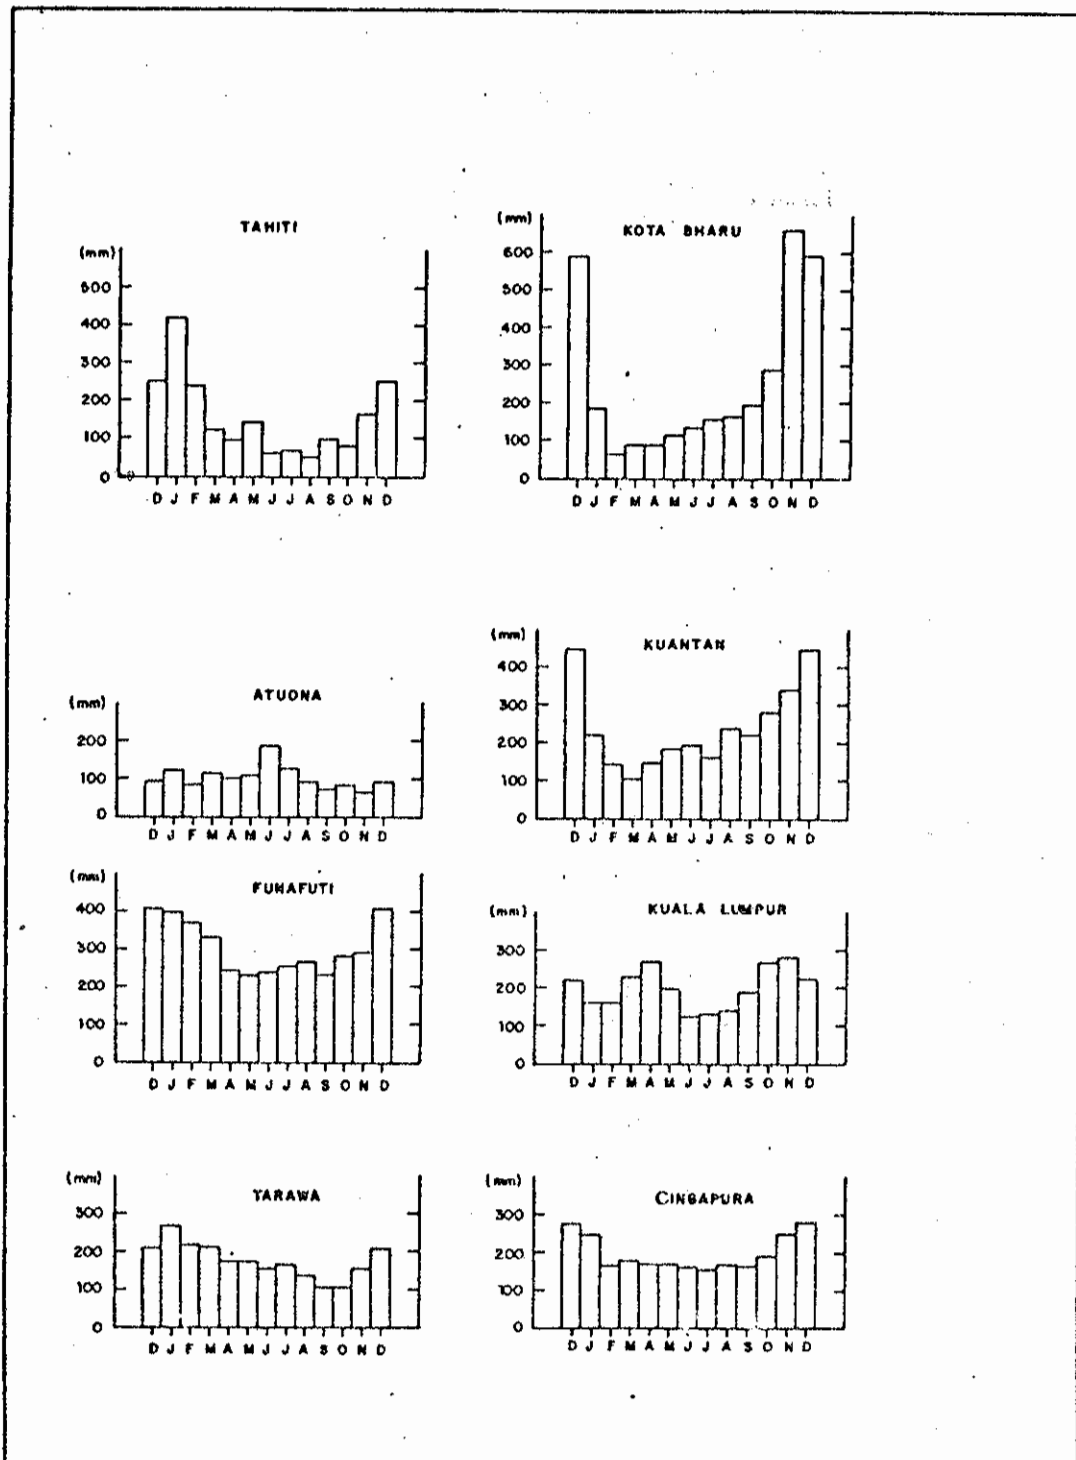 TAHITI
(mm)
500
400
300
200
100
0
D J F M A M J J A S O N D
KOTA BHARU
(mm)
600
500
400
300
200
100
0
D J F M A M J J A S O N D
ATUONA
(mm)
200
100
0
D J F M A M J J A S O N D
KUANTAN
(mm)
400
300
200
100
0
D J F M A M J J A S O N D
FUNAFUTI
(mm)
400
300
200
100
0
D J F M A M J J A S O N D
KUALA LUMPUR
(mm)
300
200
100
0
D J F M A M J J A S O N D
TARAWA
(mm)
300
200
100
0
D J F M A M J J A S O N D
CINGAPURA
(mm)
300
200
100
0
D J F M A M J J A S O N D